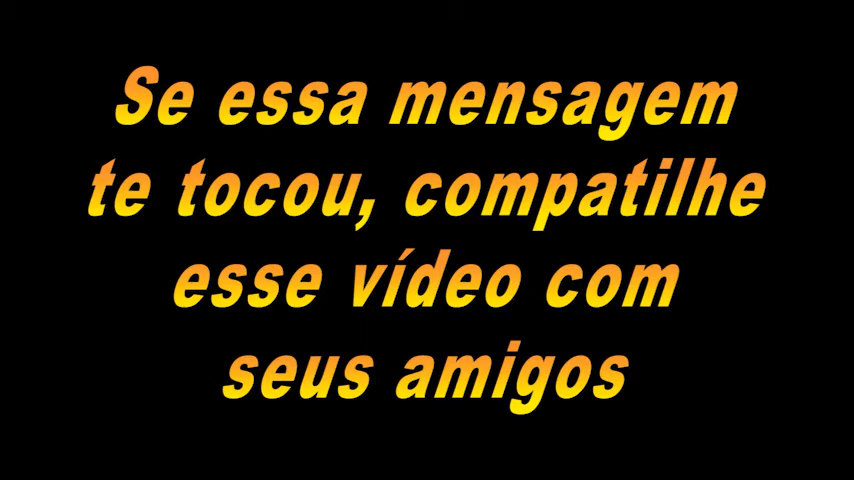 Se essa mensagem
te tocou, compatilhe
esse vídeo com
seus amigos